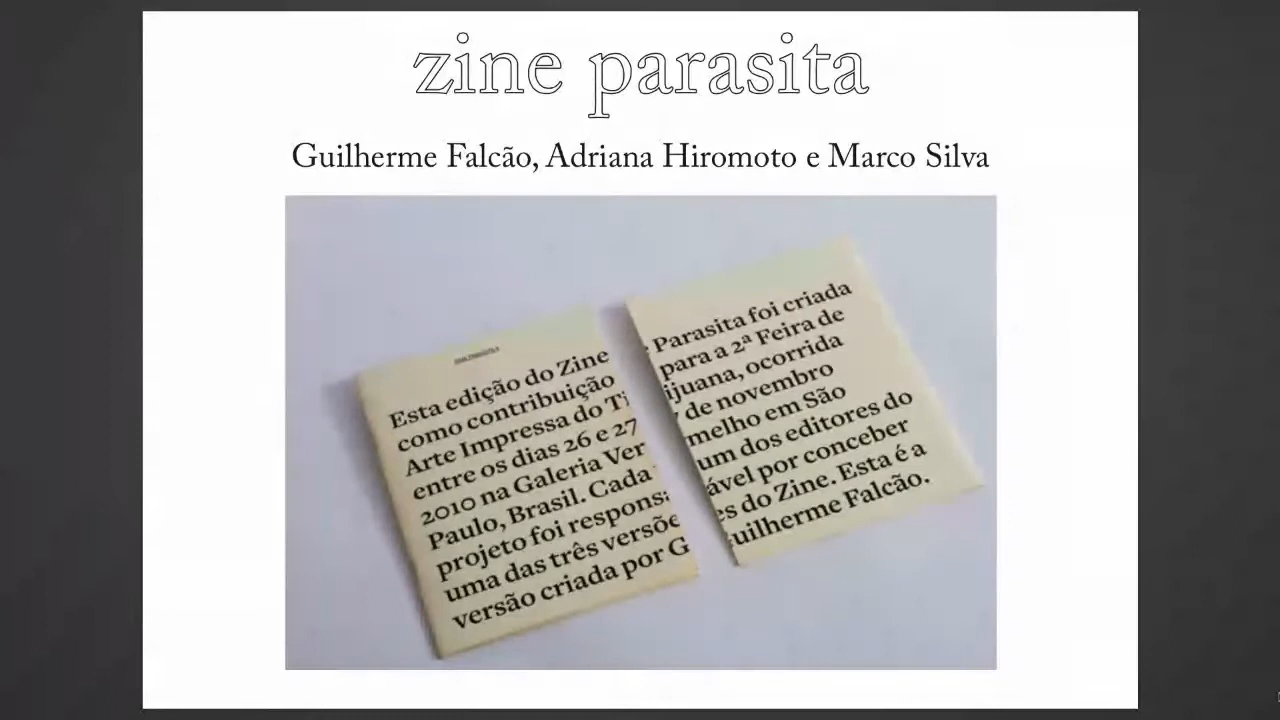 zine parasita
Guilherme Falcão, Adriana Hiromoto e Marco Silva
Esta edição do Zine
como contribuição
Arte Impressa do Ti
entre os dias 26 e 27
2010 na Galeria Ver
Paulo, Brasil. Cada
projeto foi respons
uma das três versõe
versão criada por G
Parasita foi criada
para a 2ª Feira de
ijuana, ocorrida
de novembro
melho em São
um dos editores do
ável por conceber
es do Zine. Esta é a
uilherme Falcão.